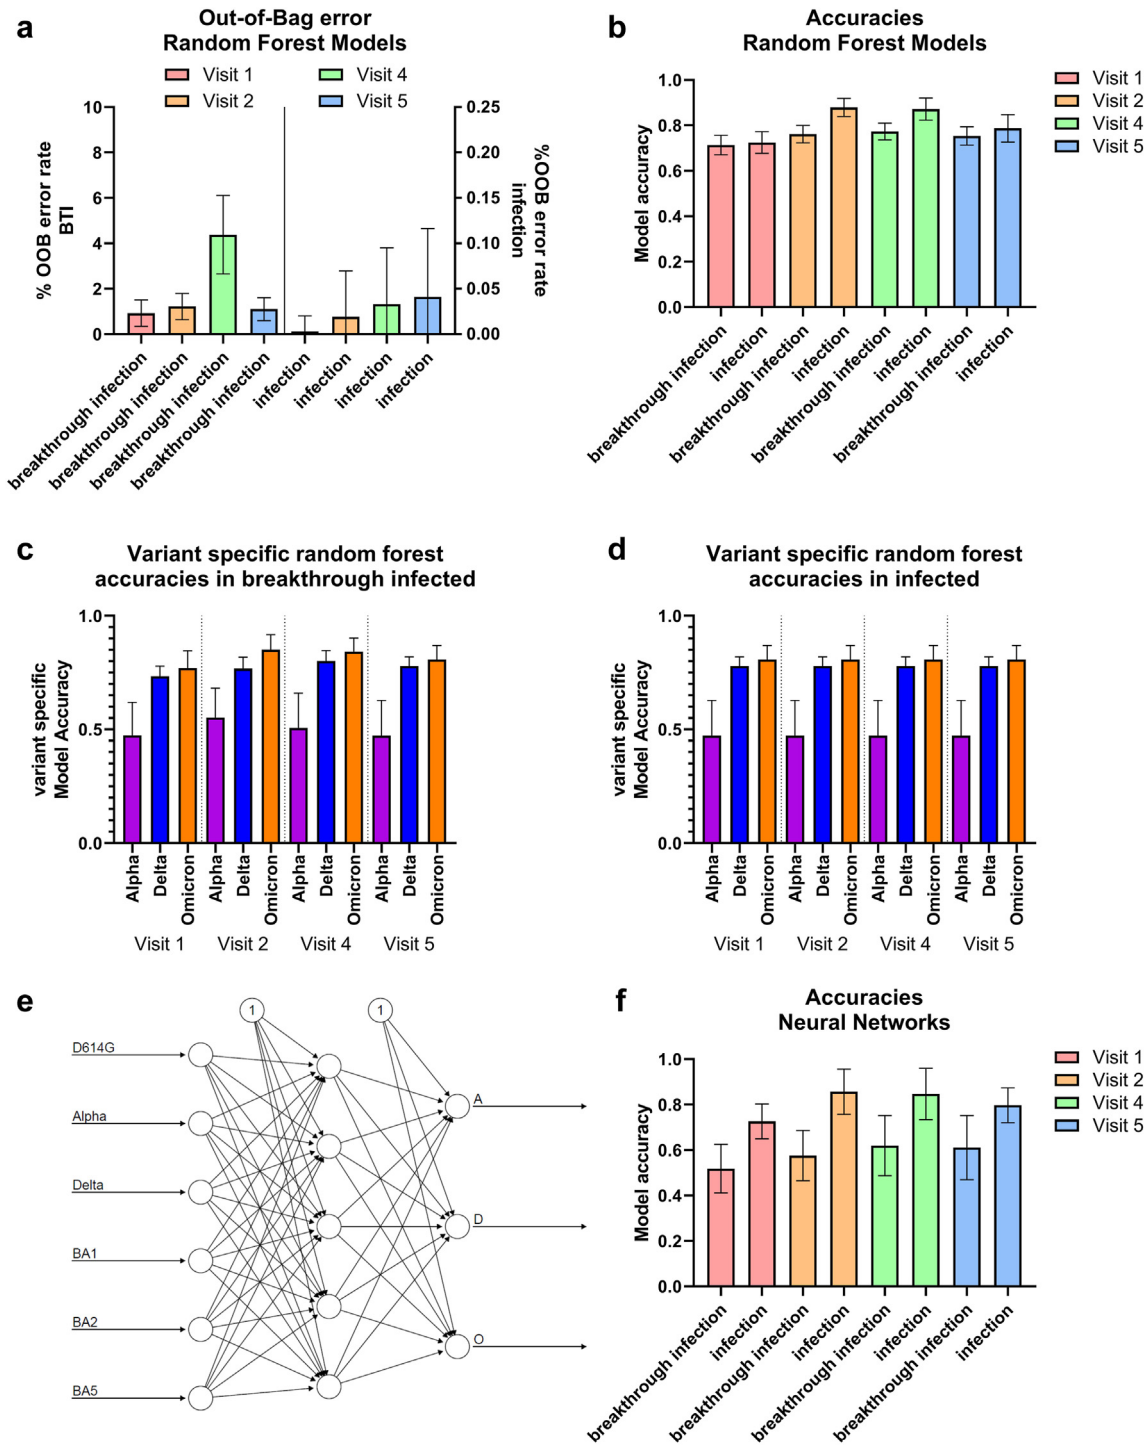 a
Out-of-Bag error
Random Forest Models
Visit 1
Visit 4
Visit 2
Visit 5
% OOB error rate
BTI
10
8
6
4
2
0
0.25
0.20
0.15
0.10
0.05
0.00
%OOB error rate
infection
breakthrough infection
breakthrough infection
breakthrough infection
breakthrough infection
infection
infection
infection
infection
b
Accuracies
Random Forest Models
Model accuracy
1.0
0.8
0.6
0.4
0.2
0.0
Visit 1
Visit 2
Visit 4
Visit 5
breakthrough infection
infection
breakthrough infection
infection
breakthrough infection
infection
breakthrough infection
infection
c
Variant specific random forest
accuracies in breakthrough infected
variant specific
Model Accuracy
1.0
0.5
0.0
Alpha
Delta
Omicron
Alpha
Delta
Omicron
Alpha
Delta
Omicron
Alpha
Delta
Omicron
Visit 1
Visit 2
Visit 4
Visit 5
d
Variant specific random forest
accuracies in infected
variant specific
Model Accuracy
1.0
0.5
0.0
Alpha
Delta
Omicron
Alpha
Delta
Omicron
Alpha
Delta
Omicron
Alpha
Delta
Omicron
Visit 1
Visit 2
Visit 4
Visit 5
e
1
1
D614G
Alpha
Delta
BA1
BA2
BA5
A
D
O
f
Accuracies
Neural Networks
Model accuracy
1.0
0.8
0.6
0.4
0.2
0.0
Visit 1
Visit 2
Visit 4
Visit 5
breakthrough infection
infection
breakthrough infection
infection
breakthrough infection
infection
breakthrough infection
infection